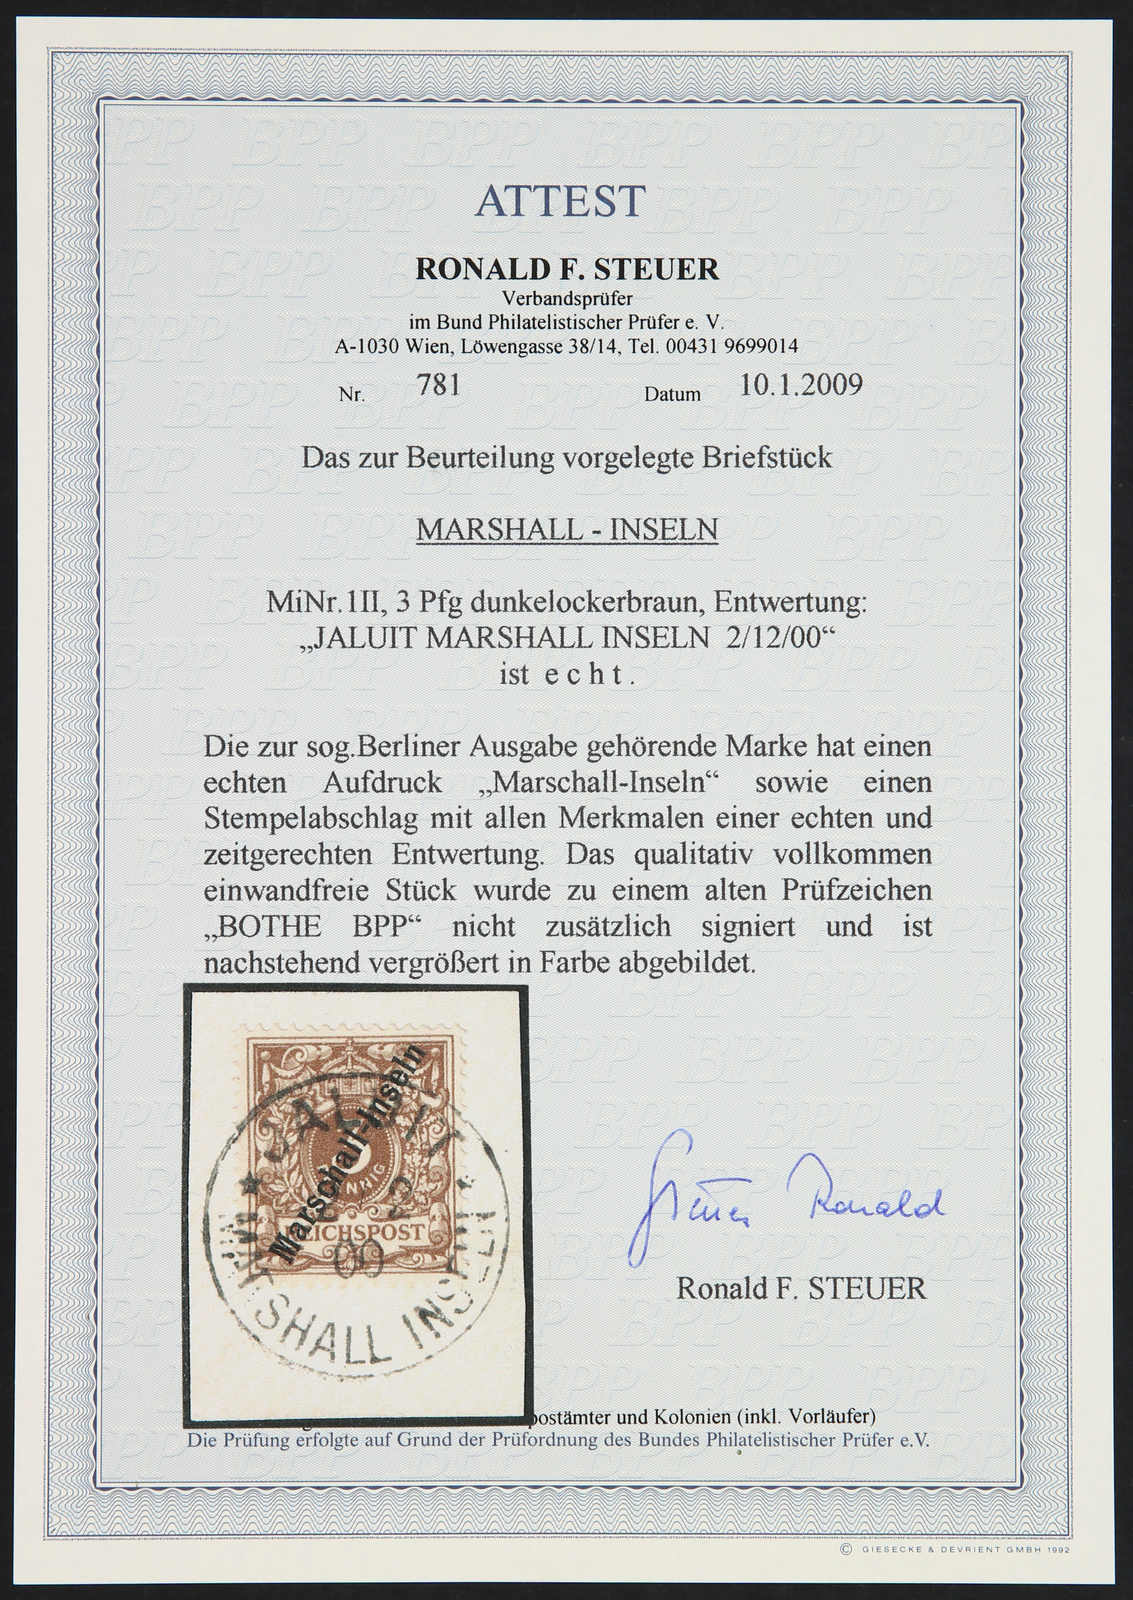 ATTEST
RONALD F. STEUER
Verbandsprüfer
im Bund Philatelistischer Prüfer e. V.
A-1030 Wien, Löwengasse 38/14, Tel. 00431 9699014
Nr. 781 Datum 10.1.2009
Das zur Beurteilung vorgelegte Briefstück
MARSHALL - INSELN
MiNr. 1II, 3 Pfg dunkelockerbraun, Entwertung:
„JALUIT MARSHALL INSELN 2/12/00“
ist e c h t .
Die zur sog.Berliner Ausgabe gehörende Marke hat einen
echten Aufdruck „Marschall-Inseln“ sowie einen
Stempelabschlag mit allen Merkmalen einer echten und
zeitgerechten Entwertung. Das qualitativ vollkommen
einwandfreie Stück wurde zu einem alten Prüfzeichen
„BOTHE BPP“ nicht zusätzlich signiert und ist
nachstehend vergrößert in Farbe abgebildet.
Marschall-Inseln
REICHSPOST
00
MARSHALL INSELN
Steuer Ronald
Ronald F. STEUER
postämter und Kolonien (inkl. Vorläufer)
Die Prüfung erfolgte auf Grund der Prüfordnung des Bundes Philatelistischer Prüfer e.V.
© GIESECKE & DEVRIENT GMBH 1992